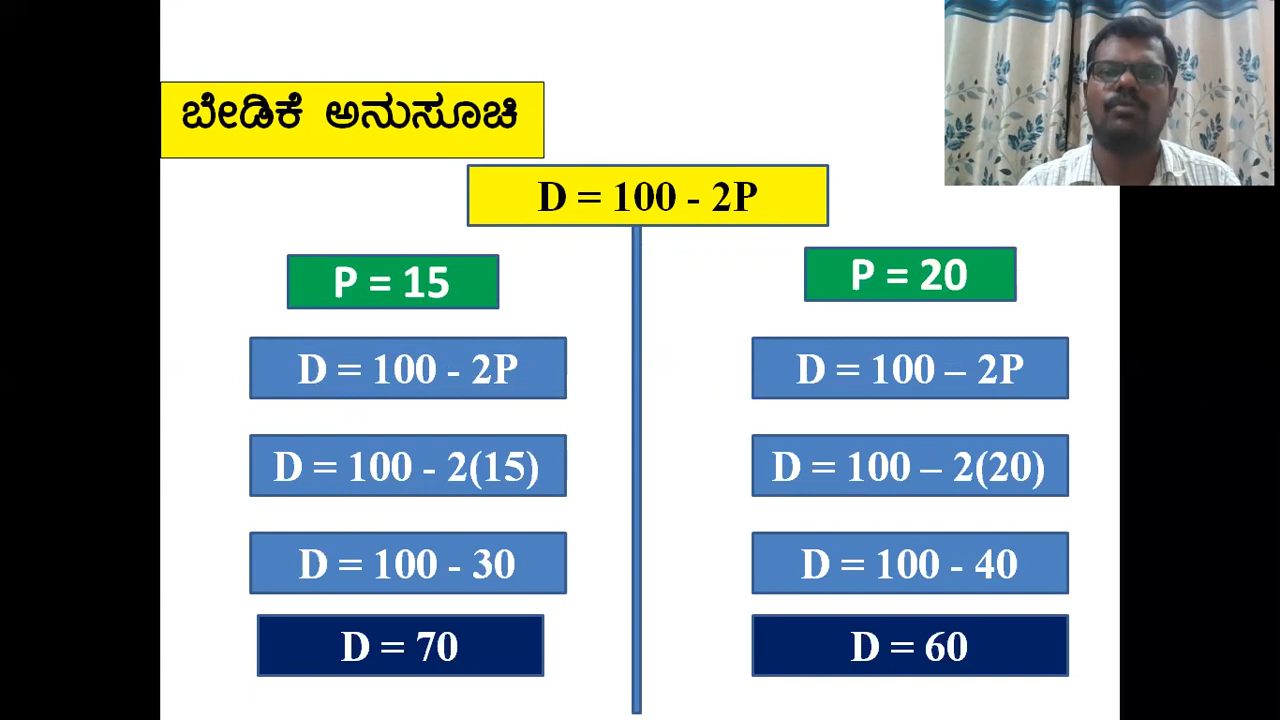 ಬೇಡಿಕೆ ಅನುಸೂಚಿ
D = 100 - 2P
P = 15
D = 100 - 2P
D = 100 - 2(15)
D = 100 - 30
D = 70
P = 20
D = 100 – 2P
D = 100 – 2(20)
D = 100 - 40
D = 60